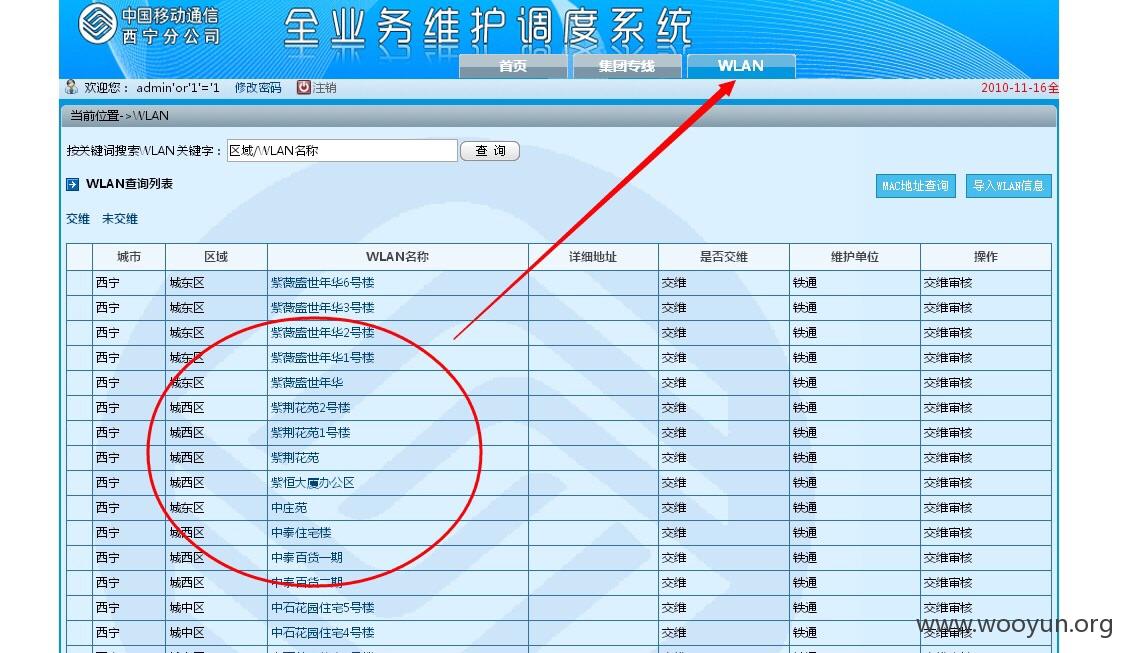 中国移动通信
西宁分公司
全业务维护调度系统
首页 集团专线 WLAN
欢迎您： admin'or'1'='1 修改密码 注销 2010-11-16全
当前位置->WLAN
按关键词搜索WLAN关键字： 区域/WLAN名称 查 询
WLAN查询列表 MAC地址查询 导入WLAN信息
交维 未交维
城市 区域 WLAN名称 详细地址 是否交维 维护单位 操作
西宁 城东区 紫薇盛世年华6号楼 交维 铁通 交维审核
西宁 城东区 紫薇盛世年华3号楼 交维 铁通 交维审核
西宁 城东区 紫薇盛世年华2号楼 交维 铁通 交维审核
西宁 城东区 紫薇盛世年华1号楼 交维 铁通 交维审核
西宁 城东区 紫薇盛世年华 交维 铁通 交维审核
西宁 城西区 紫荆花苑2号楼 交维 铁通 交维审核
西宁 城西区 紫荆花苑1号楼 交维 铁通 交维审核
西宁 城西区 紫荆花苑 交维 铁通 交维审核
西宁 城西区 紫恒大厦办公区 交维 铁通 交维审核
西宁 城东区 中庄苑 交维 铁通 交维审核
西宁 城西区 中泰住宅楼 交维 铁通 交维审核
西宁 城西区 中泰百货一期 交维 铁通 交维审核
西宁 城西区 中泰百货二期 交维 铁通 交维审核
西宁 城中区 中石花园住宅5号楼 交维 铁通 交维审核
西宁 城中区 中石花园住宅4号楼 交维 铁通 交维审核
www.wooyun.org